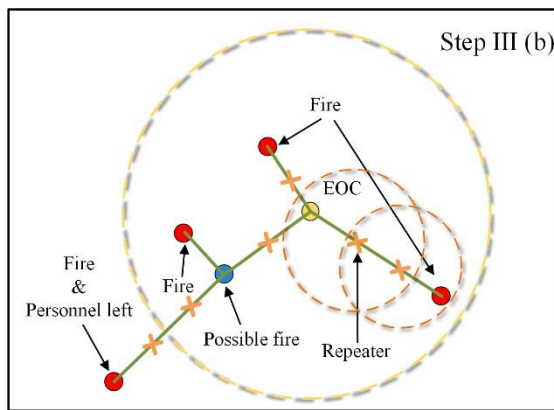 Step III (b)
Fire
EOC
Fire
&
Personnel left
Fire
Possible fire
Repeater